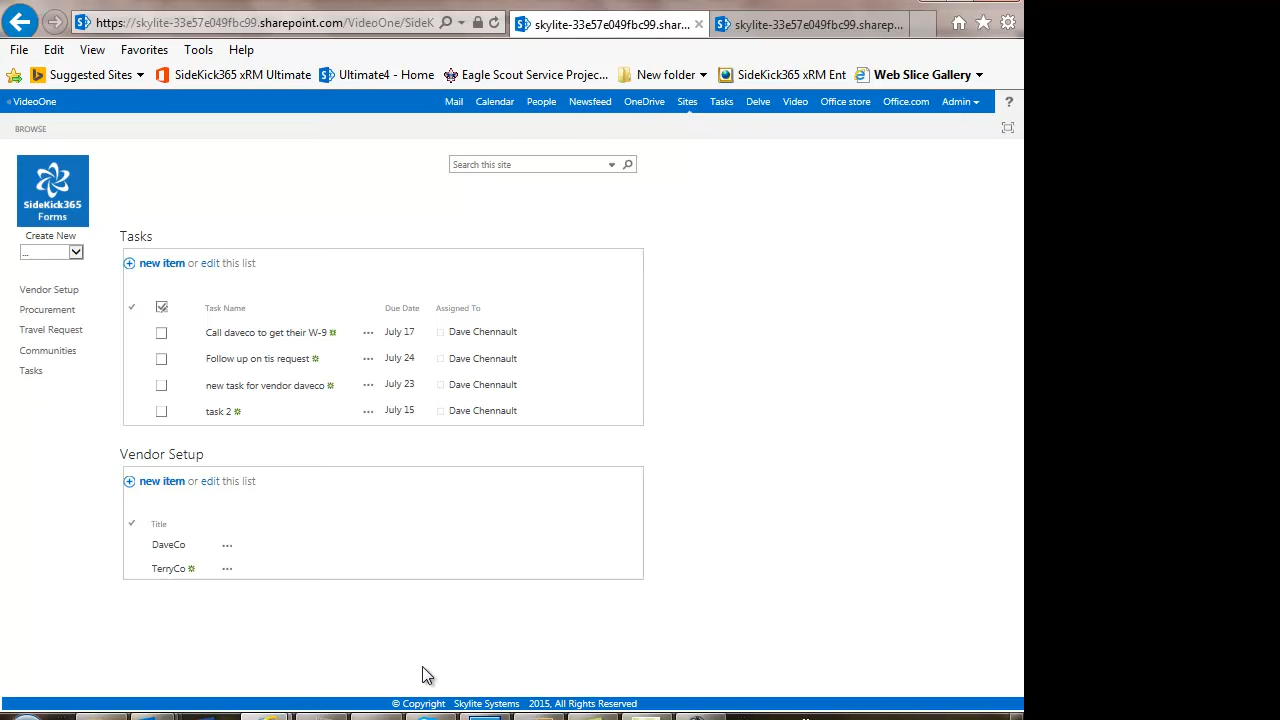 https://skylite-33e57e049fbc99.sharepoint.com/VideoOne/SideK
skylite-33e57e049fbc99.shar...
skylite-33e57e049fbc99.sharep...
File Edit View Favorites Tools Help
Suggested Sites SideKick365 xRM Ultimate Ultimate4 - Home Eagle Scout Service Projec... New folder SideKick365 xRM Ent Web Slice Gallery
VideoOne Mail Calendar People Newsfeed OneDrive Sites Tasks Delve Video Office store Office.com Admin ?
BROWSE
Search this site
SideKick365
Forms
Create New
...
Vendor Setup
Procurement
Travel Request
Communities
Tasks
Tasks
new item or edit this list
Task Name Due Date Assigned To
Call daveco to get their W-9 ... July 17 Dave Chennault
Follow up on tis request ... July 24 Dave Chennault
new task for vendor daveco ... July 23 Dave Chennault
task 2 ... July 15 Dave Chennault
Vendor Setup
new item or edit this list
Title
DaveCo ...
TerryCo ...
© Copyright Skylite Systems 2015, All Rights Reserved